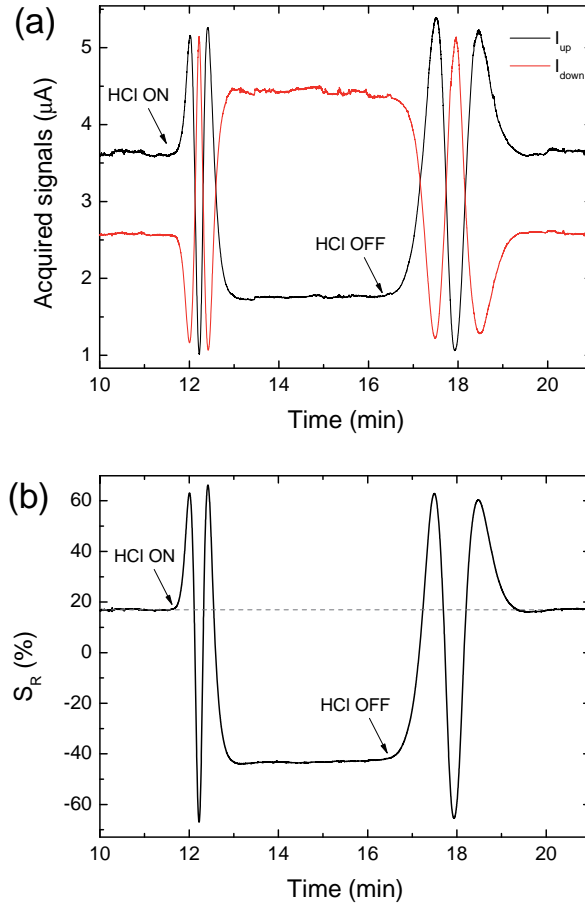 (a)
I_up
I_down
HCl ON
HCl OFF
Acquired signals (μA)
5
4
3
2
1
10 12 14 16 18 20
Time (min)
(b)
HCl ON
HCl OFF
S_R (%)
60
40
20
0
-20
-40
-60
10 12 14 16 18 20
Time (min)